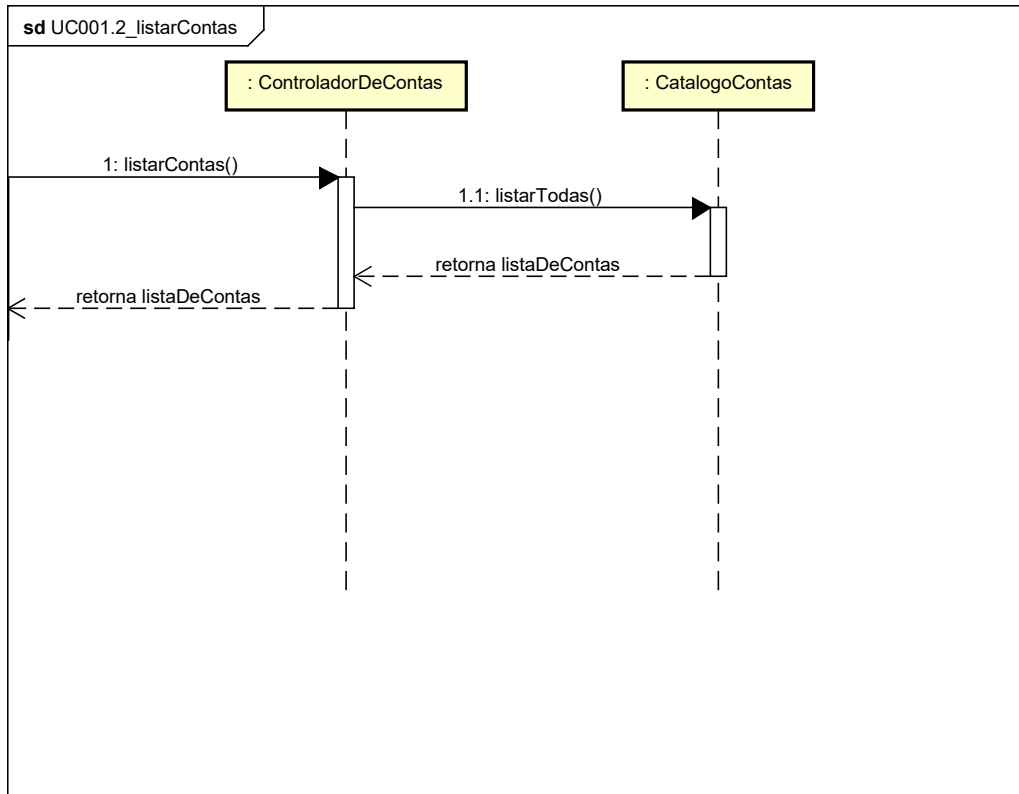 sd UC001.2_listarContas
: ControladorDeContas
: CatalogoContas
1: listarContas()
1.1: listarTodas()
retorna listaDeContas
retorna listaDeContas